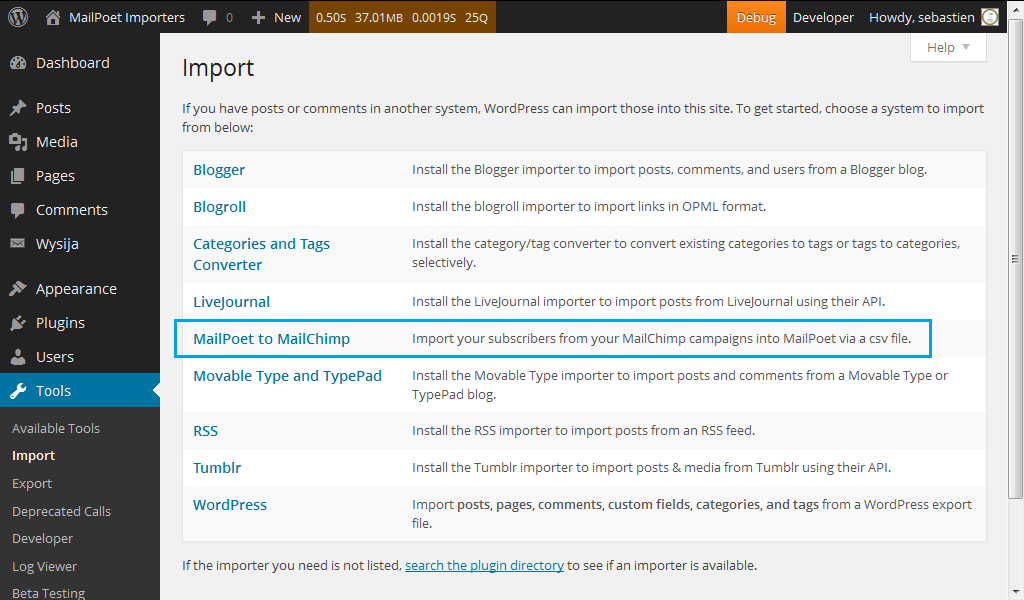 MailPoet Importers 0 New 0.50S 37.01MB 0.0019S 25Q Debug Developer Howdy, sebastien
Help
Dashboard
Posts
Media
Pages
Comments
Wysija
Appearance
Plugins
Users
Tools
Available Tools
Import
Export
Deprecated Calls
Developer
Log Viewer
Beta Testing
Import
If you have posts or comments in another system, WordPress can import those into this site. To get started, choose a system to import
from below:
Blogger Install the Blogger importer to import posts, comments, and users from a Blogger blog.
Blogroll Install the blogroll importer to import links in OPML format.
Categories and Tags Install the category/tag converter to convert existing categories to tags or tags to categories,
Converter selectively.
LiveJournal Install the LiveJournal importer to import posts from LiveJournal using their API.
MailPoet to MailChimp Import your subscribers from your MailChimp campaigns into MailPoet via a csv file.
Movable Type and TypePad Install the Movable Type importer to import posts and comments from a Movable Type or
TypePad blog.
RSS Install the RSS importer to import posts from an RSS feed.
Tumblr Install the Tumblr importer to import posts & media from Tumblr using their API.
WordPress Import posts, pages, comments, custom fields, categories, and tags from a WordPress export
file.
If the importer you need is not listed, search the plugin directory to see if an importer is available.